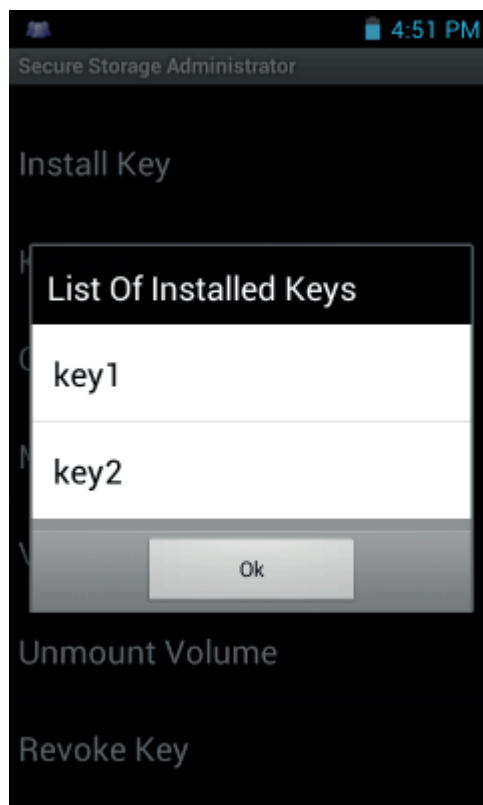 4:51 PM
Secure Storage Administrator
Install Key
List Of Installed Keys
key1
key2
Ok
Unmount Volume
Revoke Key